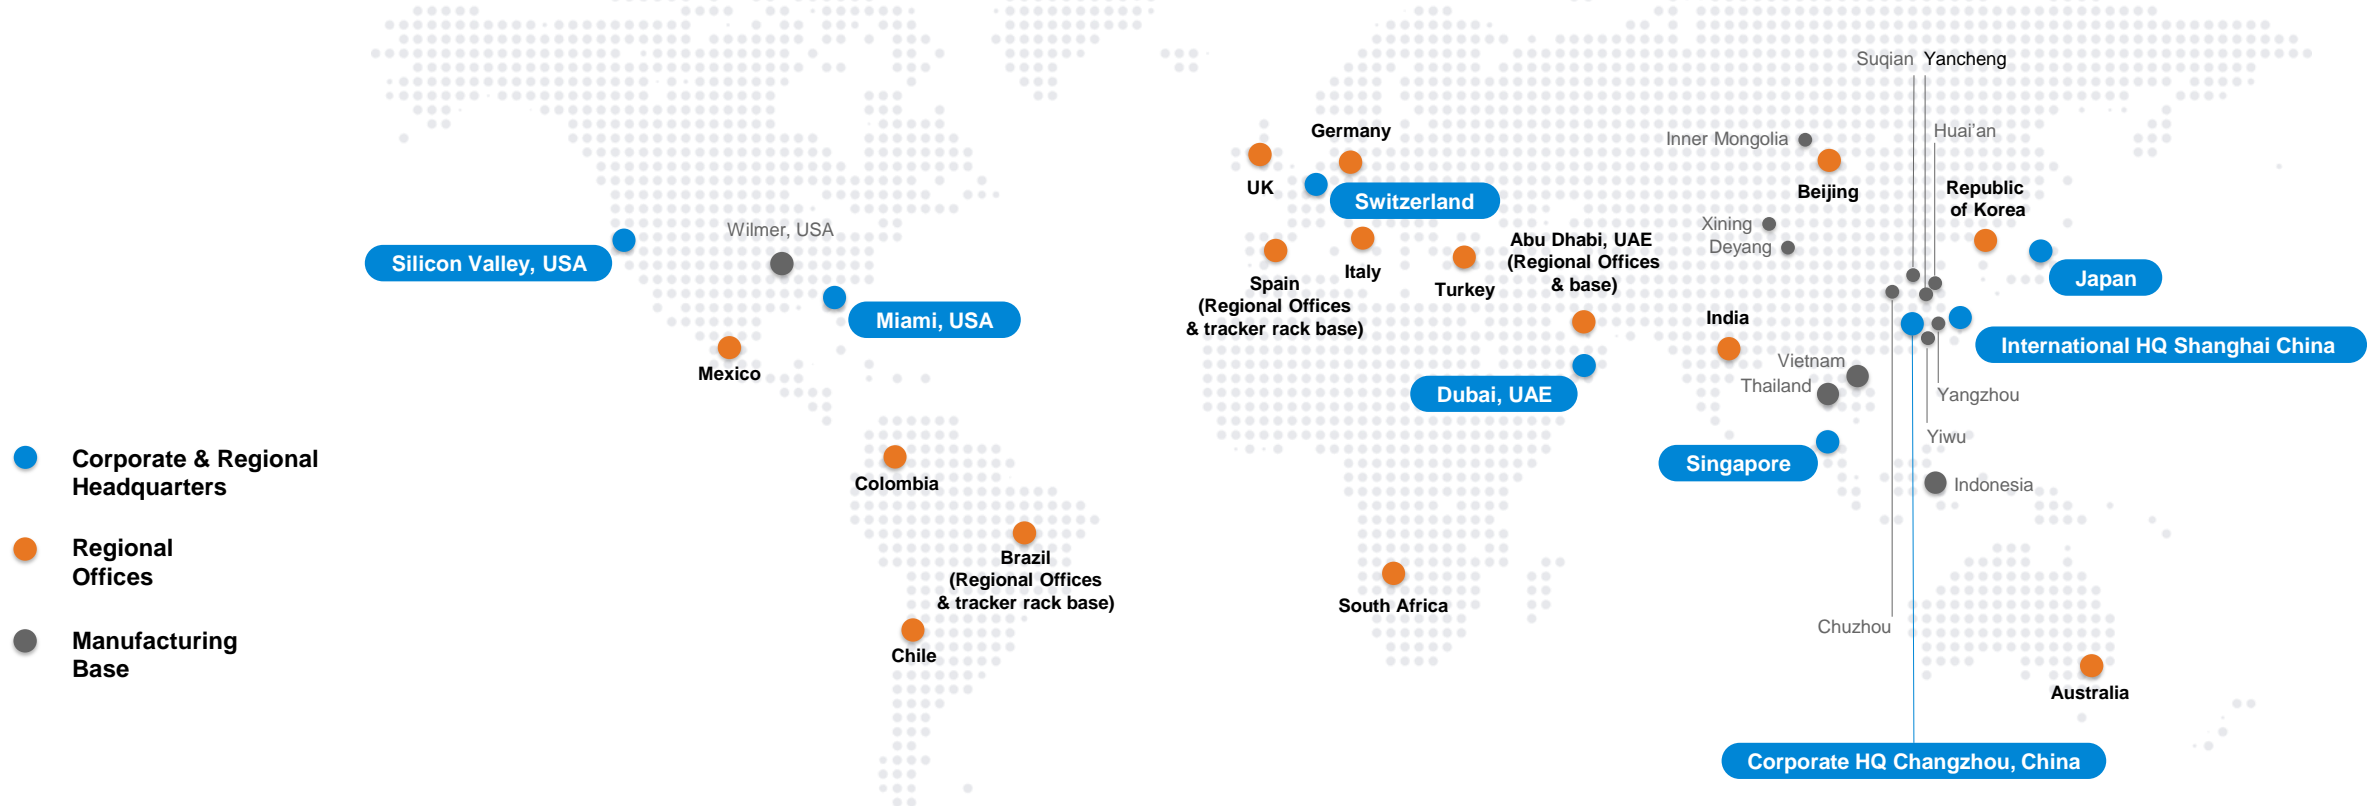 Suqian
Yancheng
Germany
Inner Mongolia
Huai'an
UK
Switzerland
Beijing
Republic
of Korea
Wilmer, USA
Xining
Deyang
Silicon Valley, USA
Abu Dhabi, UAE
(Regional Offices
& base)
Italy
Spain
(Regional Offices
& tracker rack base)
Turkey
Japan
Miami, USA
India
International HQ Shanghai China
Mexico
Vietnam
Thailand
Dubai, UAE
Yangzhou
Yiwu
Corporate & Regional
Headquarters
Singapore
Colombia
Indonesia
Regional
Offices
Brazil
(Regional Offices
& tracker rack base)
South Africa
Chuzhou
Manufacturing
Base
Chile
Australia
Corporate HQ Changzhou, China